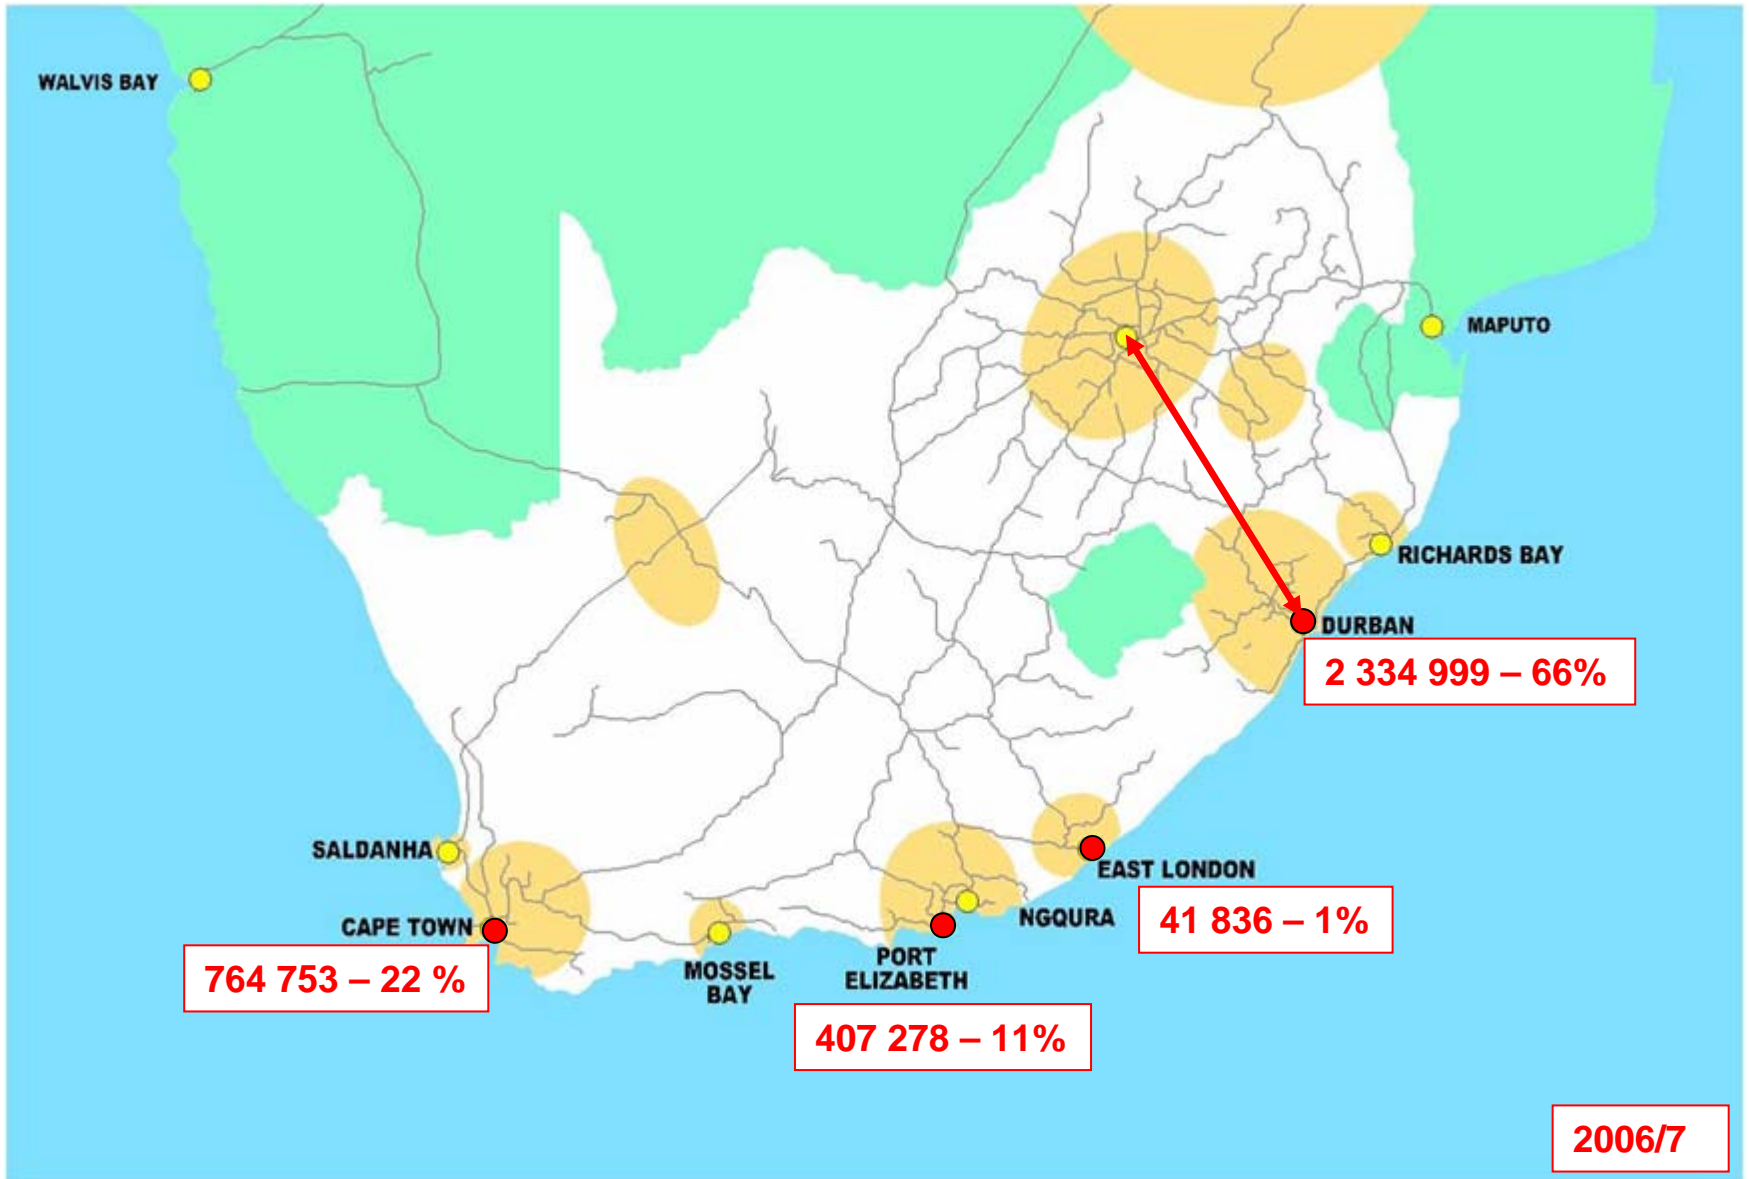 WALVIS BAY
MAPUTO
RICHARDS BAY
DURBAN
2 334 999 – 66%
SALDANHA
EAST LONDON
CAPE TOWN
NGQURA
41 836 – 1%
764 753 – 22 %
MOSSEL
BAY
PORT
ELIZABETH
407 278 – 11%
2006/7